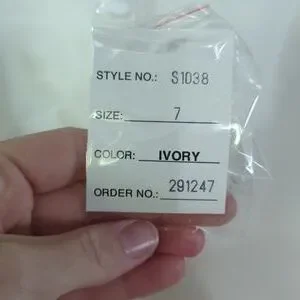 STYLE NO.: S1038
SIZE: 7
COLOR: IVORY
ORDER NO.: 291247